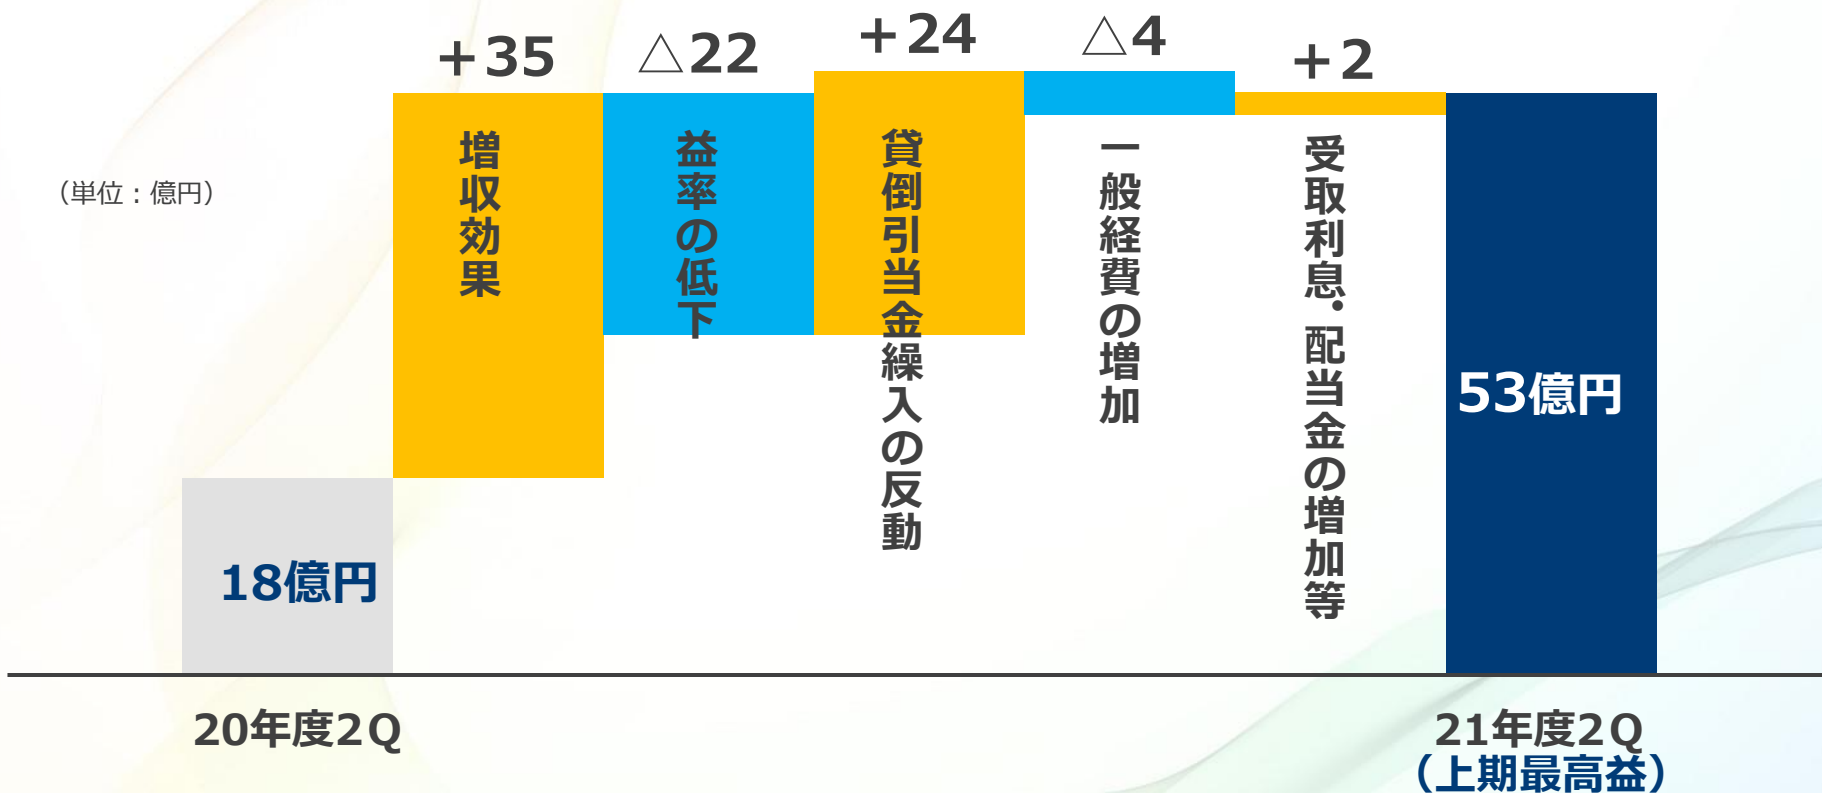 ＋35
△22
＋24
△4
＋2
（単位：億円）
増収効果
益率の低下
貸倒引当金繰入の反動
一般経費の増加
受取利息・配当金の増加等
18億円
53億円
20年度2Q
21年度2Q
（上期最高益）